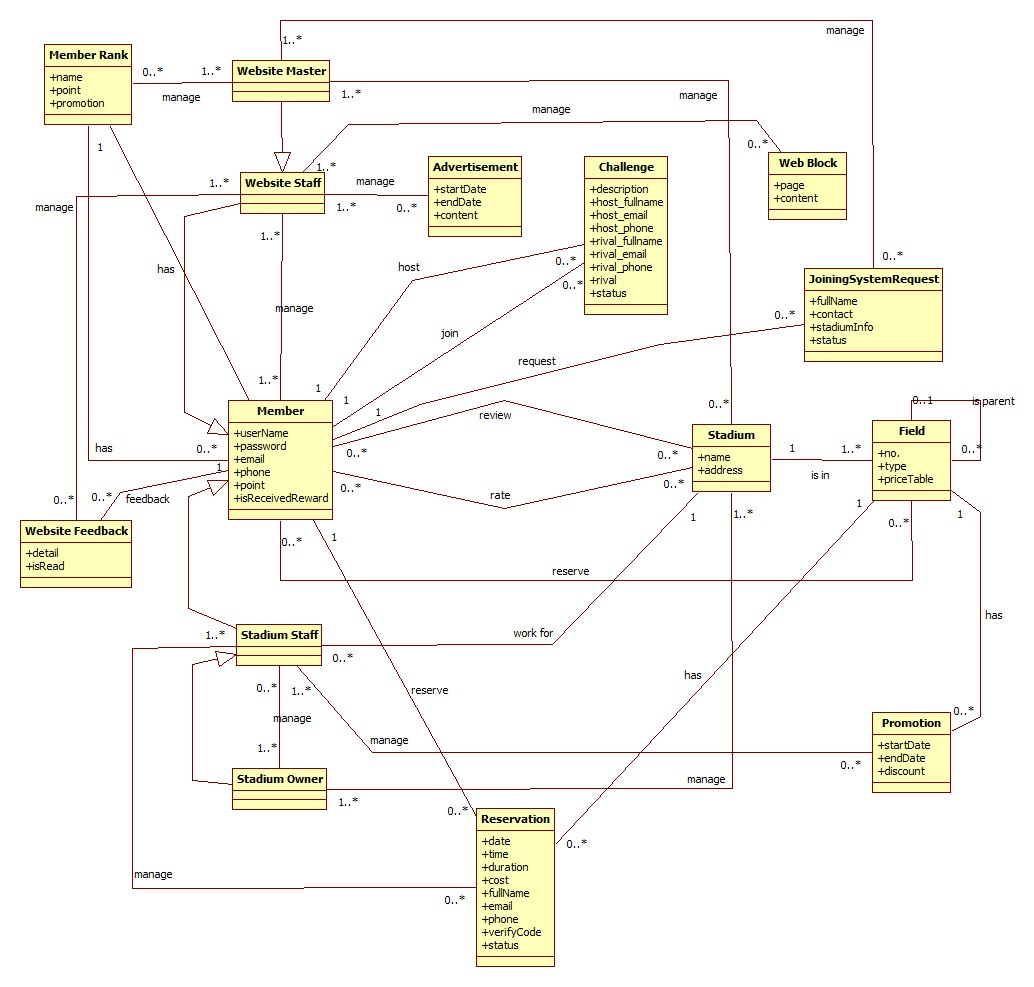 manage
1..*
Member Rank
+name
+point
+promotion
0..*
1..*
manage
Website Master
1..*
manage
manage
0..*
Web Block
+page
+content
1..*
Website Staff
1..*
manage
manage
1..*
0..*
Advertisement
+startDate
+endDate
+content
Challenge
+description
+host_fullname
+host_email
+host_phone
+rival_fullname
+rival_email
+rival_phone
+rival
+status
1
1..*
has
host
0..*
0..*
0..*
JoiningSystemRequest
+fullName
+contact
+stadiumInfo
+status
manage
join
0..*
request
1..*
1
1
1
Member
+userName
+password
+email
+phone
+point
+isReceivedReward
review
0..*
0..*
0..*
Stadium
+name
+address
1
is in
1..*
Field
+no.
+type
+priceTable
0..1
is parent
0..*
has
0..*
1
0..*
0..*
feedback
0..*
rate
0..*
Website Feedback
+detail
+isRead
0..*
1
1
1..*
1
0..*
1
reserve
has
1..*
Stadium Staff
0..*
work for
has
reserve
0..*
1..*
manage
manage
1..*
Stadium Owner
1..*
manage
0..*
0..*
Promotion
+startDate
+endDate
+discount
0..*
Reservation
+date
+time
+duration
+cost
+fullName
+email
+phone
+verifyCode
+status
0..*
manage
0..*